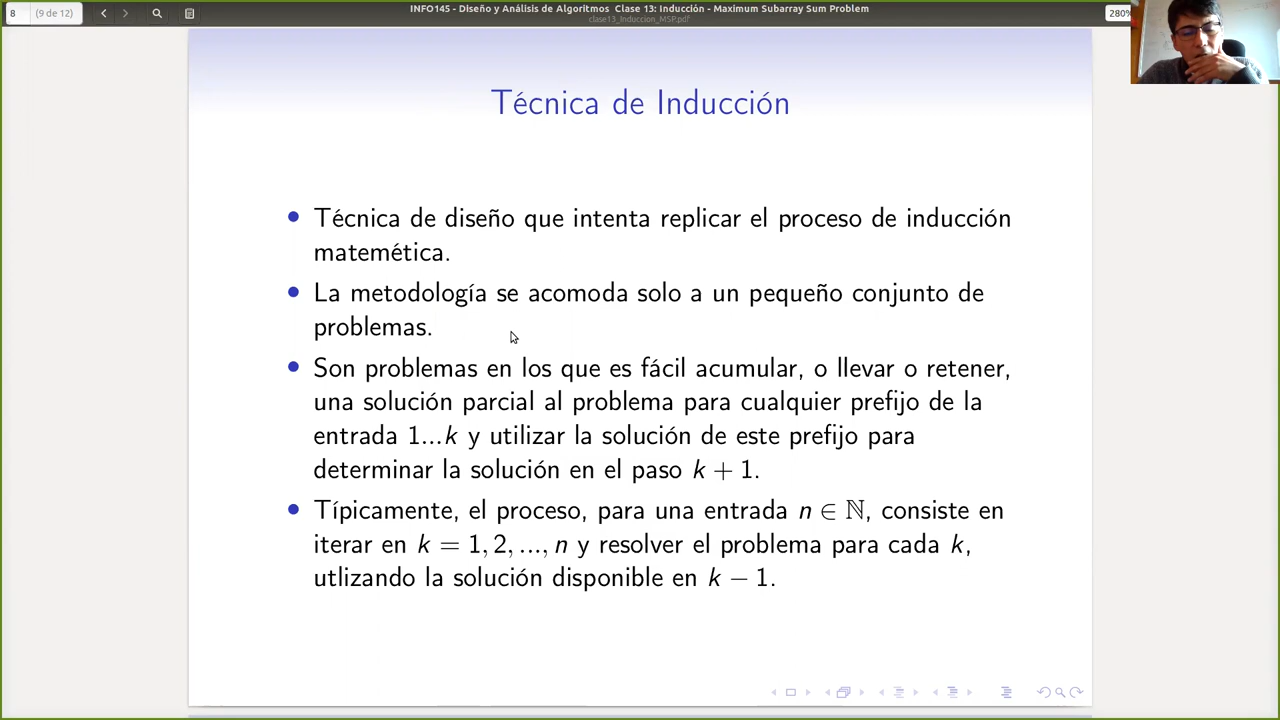 8
(9 de 12)
INFO145 - Diseño y Análisis de Algoritmos Clase 13: Inducción - Maximum Subarray Sum Problem
clase13_Induccion_MSP.pdf
280%
Técnica de Inducción
• Técnica de diseño que intenta replicar el proceso de inducción
matemética.
• La metodología se acomoda solo a un pequeño conjunto de
problemas.
• Son problemas en los que es fácil acumular, o llevar o retener,
una solución parcial al problema para cualquier prefijo de la
entrada 1...k y utilizar la solución de este prefijo para
determinar la solución en el paso k + 1.
• Típicamente, el proceso, para una entrada n ∈ ℕ, consiste en
iterar en k = 1, 2, ..., n y resolver el problema para cada k,
utlizando la solución disponible en k − 1.